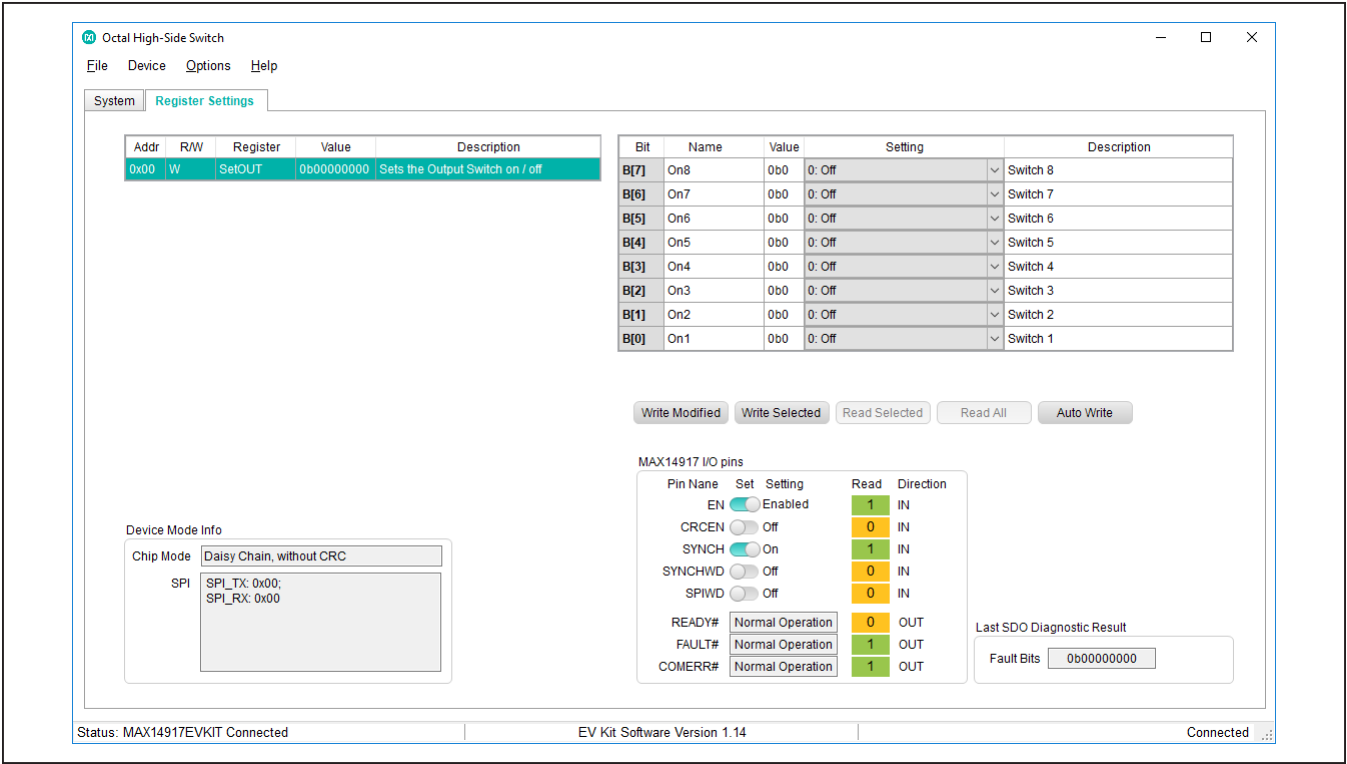 Octal High-Side Switch
File Device Options Help
System Register Settings
Addr R/W Register Value Description
0x00 W SetOUT 0b00000000 Sets the Output Switch on / off
Bit Name Value Setting Description
B[7] On8 0b0 0: Off Switch 8
B[6] On7 0b0 0: Off Switch 7
B[5] On6 0b0 0: Off Switch 6
B[4] On5 0b0 0: Off Switch 5
B[3] On4 0b0 0: Off Switch 4
B[2] On3 0b0 0: Off Switch 3
B[1] On2 0b0 0: Off Switch 2
B[0] On1 0b0 0: Off Switch 1
Write Modified Write Selected Read Selected Read All Auto Write
MAX14917 I/O pins
Pin Nane Set Setting Read Direction
EN Enabled 1 IN
CRCEN Off 0 IN
SYNCH On 1 IN
SYNCHWD Off 0 IN
SPIWD Off 0 IN
READY# Normal Operation 0 OUT
FAULT# Normal Operation 1 OUT
COMERR# Normal Operation 1 OUT
Device Mode Info
Chip Mode Daisy Chain, without CRC
SPI SPI_TX: 0x00;
SPI_RX: 0x00
Last SDO Diagnostic Result
Fault Bits 0b00000000
Status: MAX14917EVKIT Connected EV Kit Software Version 1.14 Connected